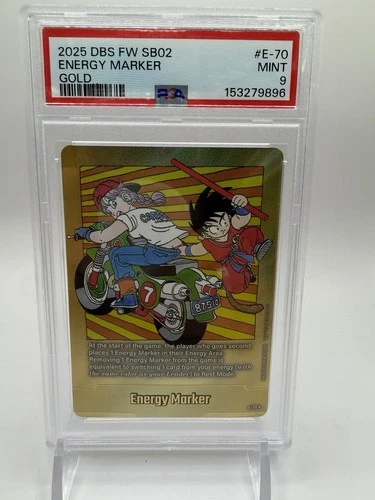 2025 DBS FW SB02 #E-70
ENERGY MARKER MINT
GOLD PSA 9
153279896
7
87510
At the start of the game, the player who goes second
places 1 Energy Marker in their Energy Area.
Removing 1 Energy Marker from the game is
equivalent to switching 1 card from your energy (with
the same color as your Leader) to Rest Mode.
Energy Marker